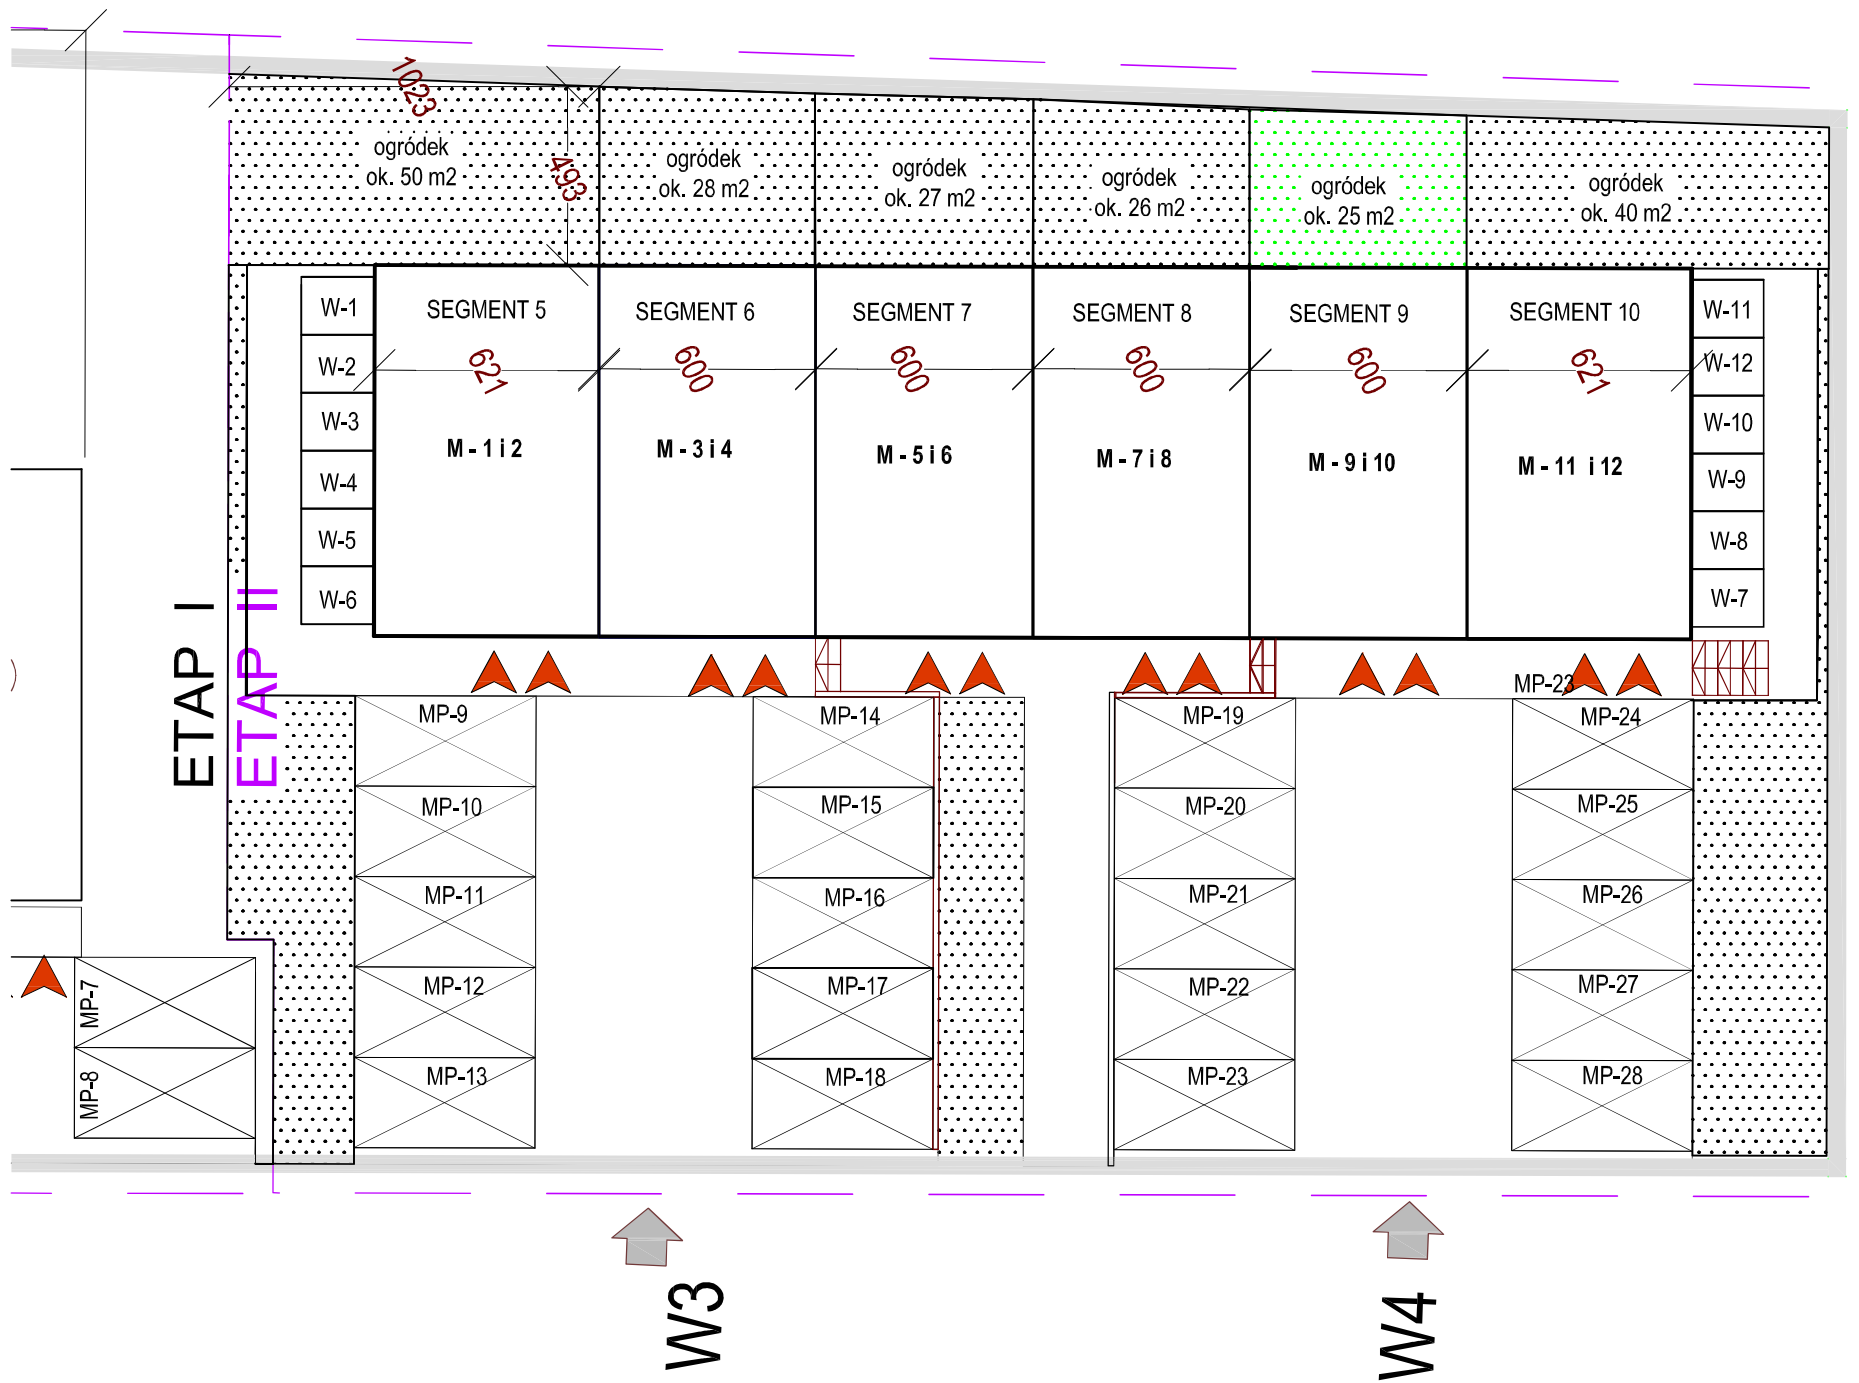 1023
493
ogródek
ok. 50 m2
ogródek
ok. 28 m2
ogródek
ok. 27 m2
ogródek
ok. 26 m2
ogródek
ok. 25 m2
ogródek
ok. 40 m2
SEGMENT 5
SEGMENT 6
SEGMENT 7
SEGMENT 8
SEGMENT 9
SEGMENT 10
621
600
600
600
600
621
M - 1 i 2
M - 3 i 4
M - 5 i 6
M - 7 i 8
M - 9 i 10
M - 11 i 12
W-1
W-2
W-3
W-4
W-5
W-6
W-11
W-12
W-10
W-9
W-8
W-7
ETAP I
ETAP II
MP-23
MP-7
MP-8
MP-9
MP-10
MP-11
MP-12
MP-13
MP-14
MP-15
MP-16
MP-17
MP-18
MP-19
MP-20
MP-21
MP-22
MP-23
MP-24
MP-25
MP-26
MP-27
MP-28
W3
W4